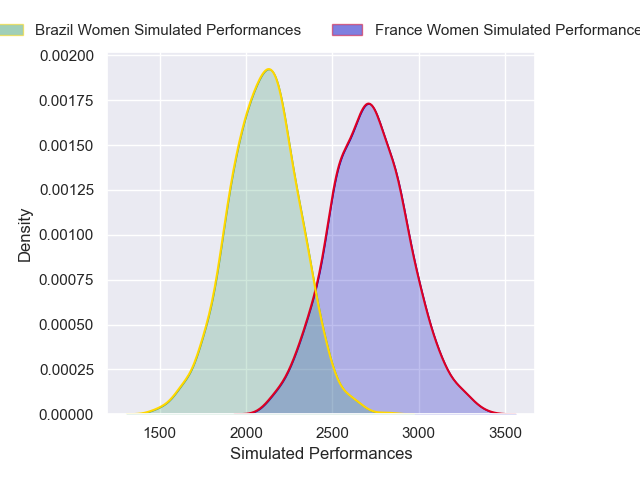 Brazil Women Simulated Performances France Women Simulated Performance
0.00200
0.00175
0.00150
0.00125
0.00100
0.00075
0.00050
0.00025
0.00000
Density
1500 2000 2500 3000 3500
Simulated Performances